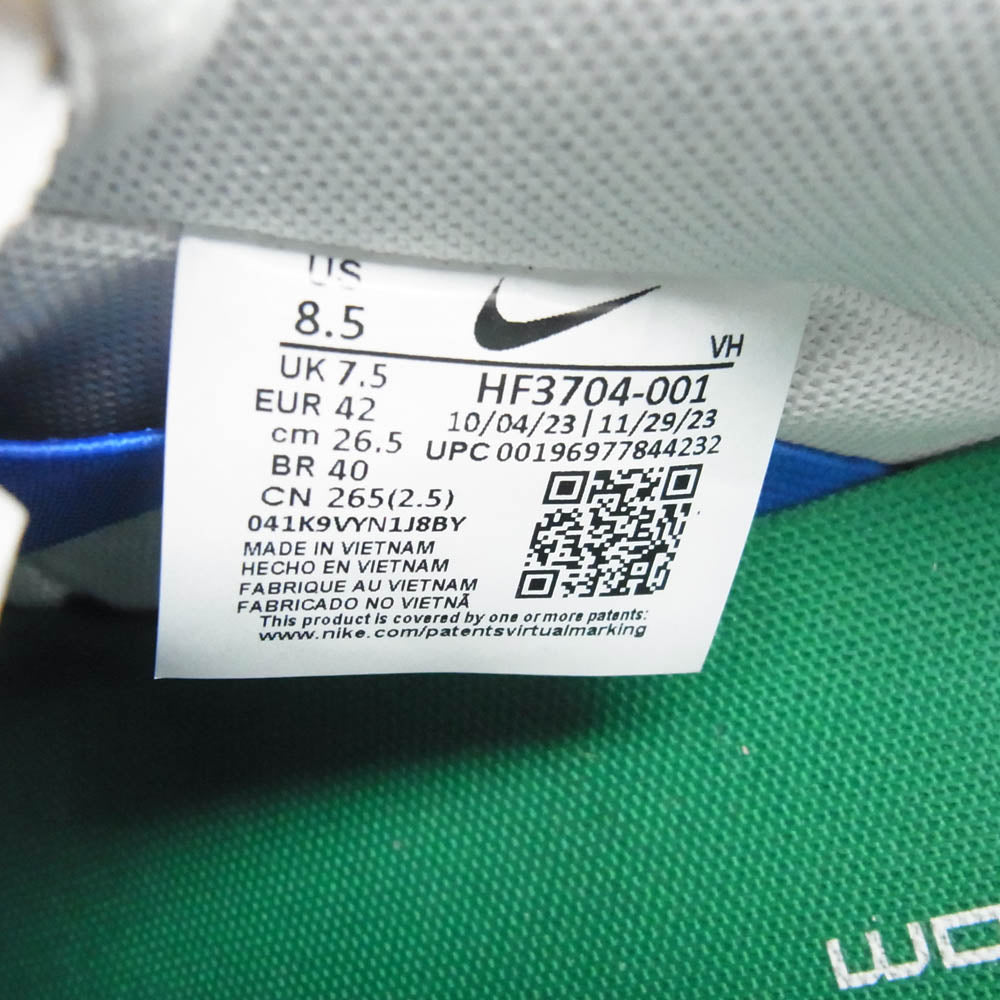 US
8.5
VH
UK 7.5
HF3704-001
EUR 42
10/04/23 | 11/29/23
cm 26.5
UPC 00196977844232
BR 40
CN 265(2.5)
041K9VYN1J8BY
MADE IN VIETNAM
HECHO EN VIETNAM
FABRIQUE AU VIETNAM
FABRICADO NO VIETNÃ
This product is covered by one or more patents:
www.nike.com/patentsvirtualmarking